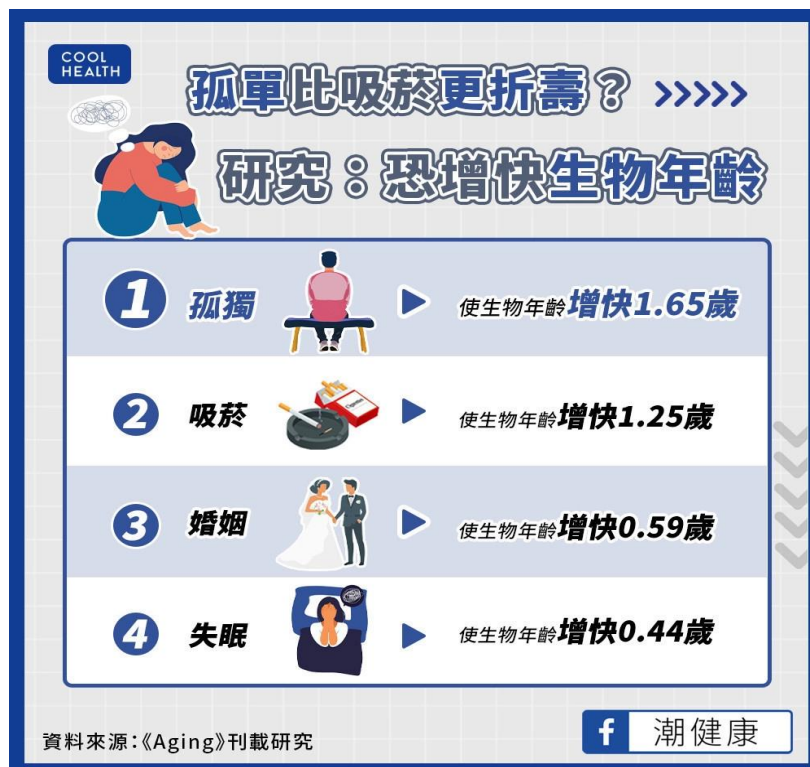 COOL
HEALTH
孤單比吸菸更折壽？ >>>>>
研究：恐增快生物年齡
1 孤獨 使生物年齡增快1.65歲
2 吸菸 使生物年齡增快1.25歲
3 婚姻 使生物年齡增快0.59歲
4 失眠 使生物年齡增快0.44歲
資料來源：《Aging》刊載研究
f 潮健康